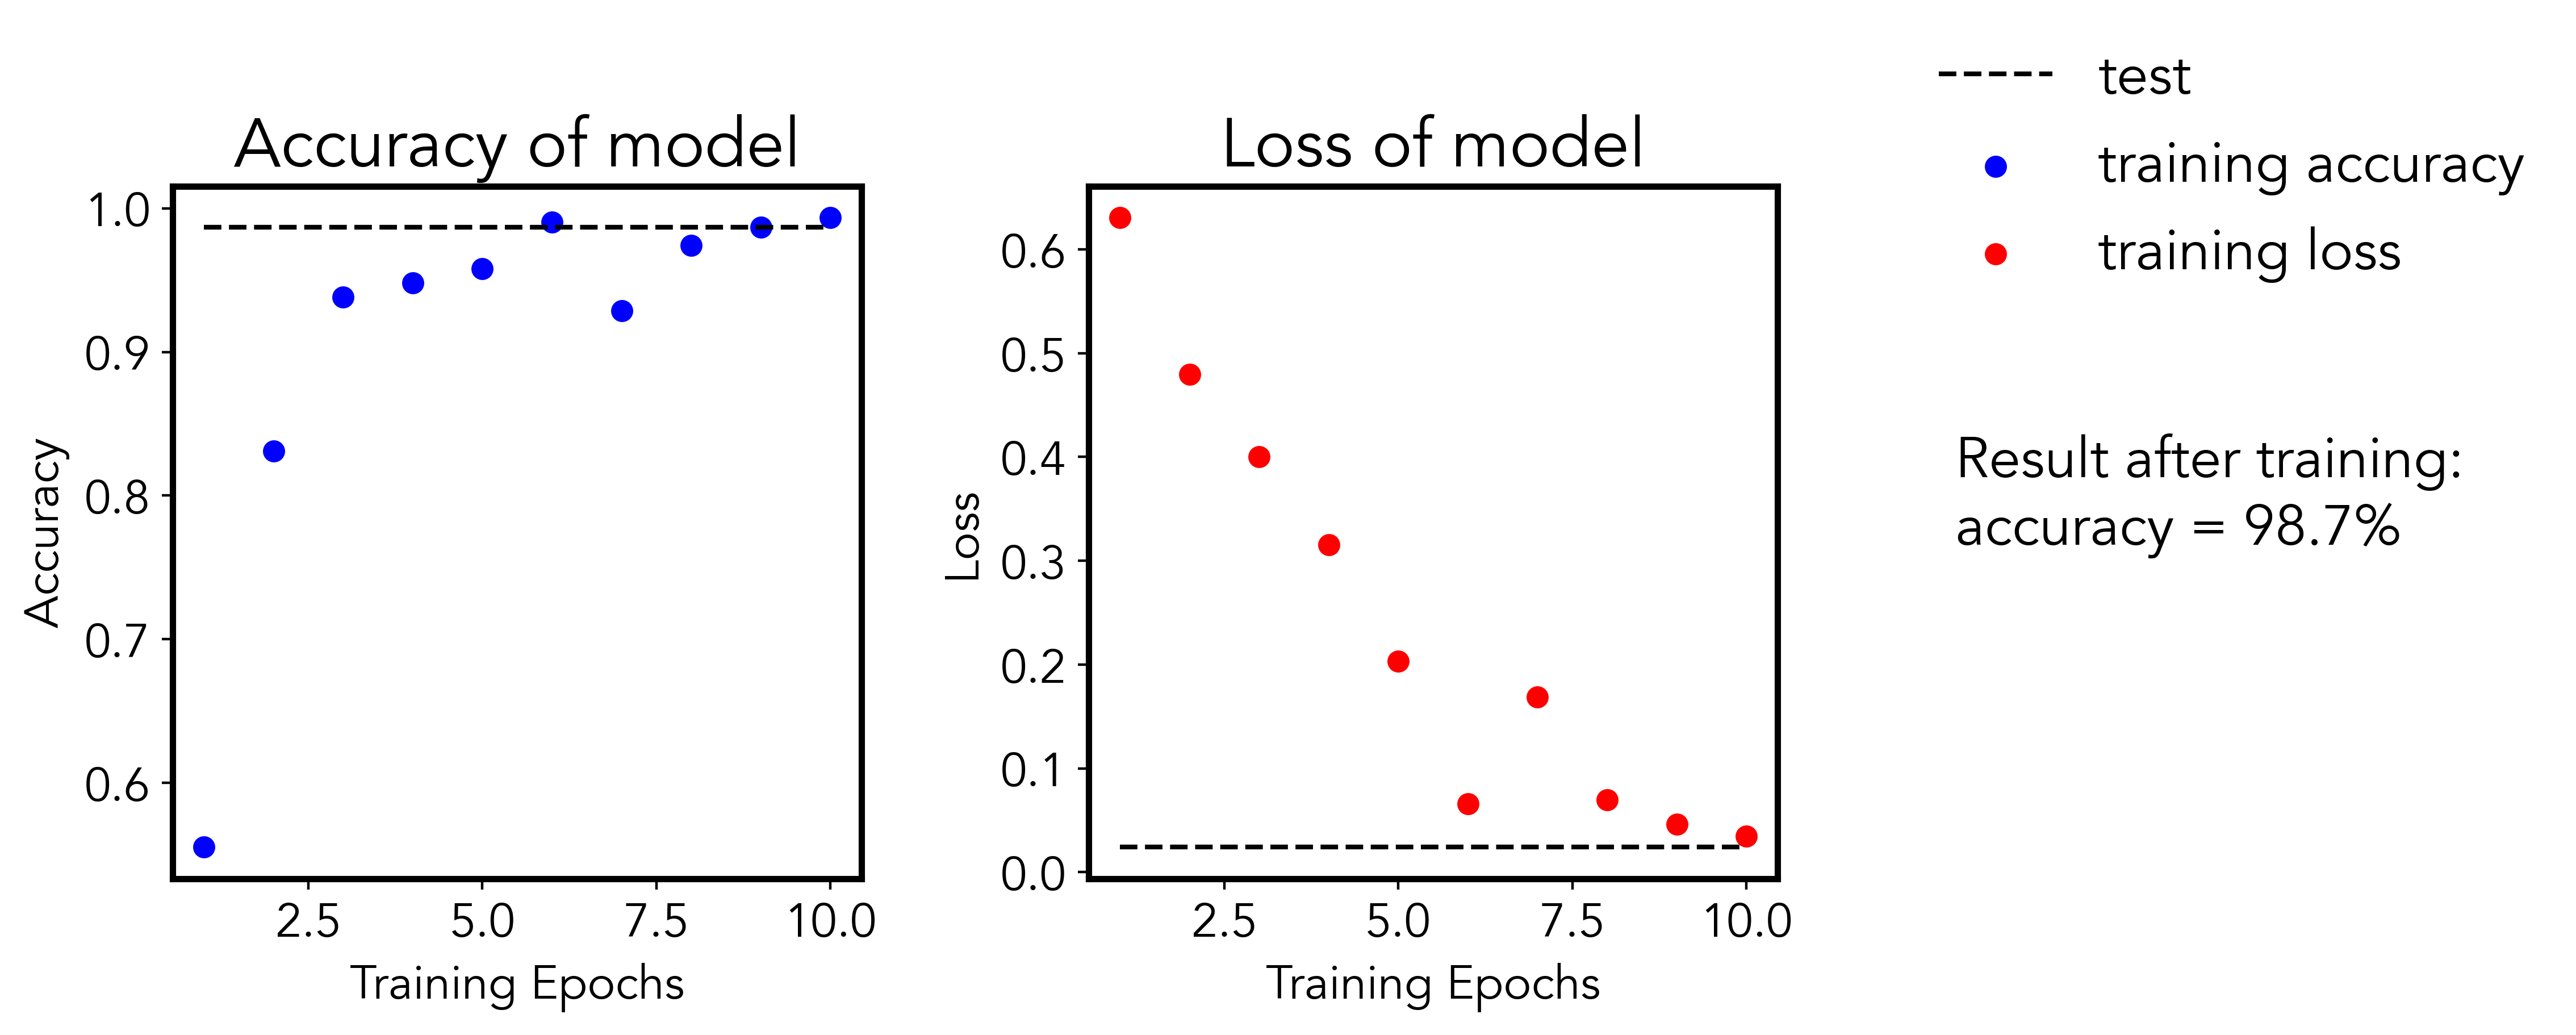 Accuracy of model
1.0
0.9
0.8
0.7
0.6
Accuracy
2.5 5.0 7.5 10.0
Training Epochs
Loss of model
0.6
0.5
0.4
0.3
0.2
0.1
0.0
Loss
2.5 5.0 7.5 10.0
Training Epochs
test
training accuracy
training loss
Result after training:
accuracy = 98.7%